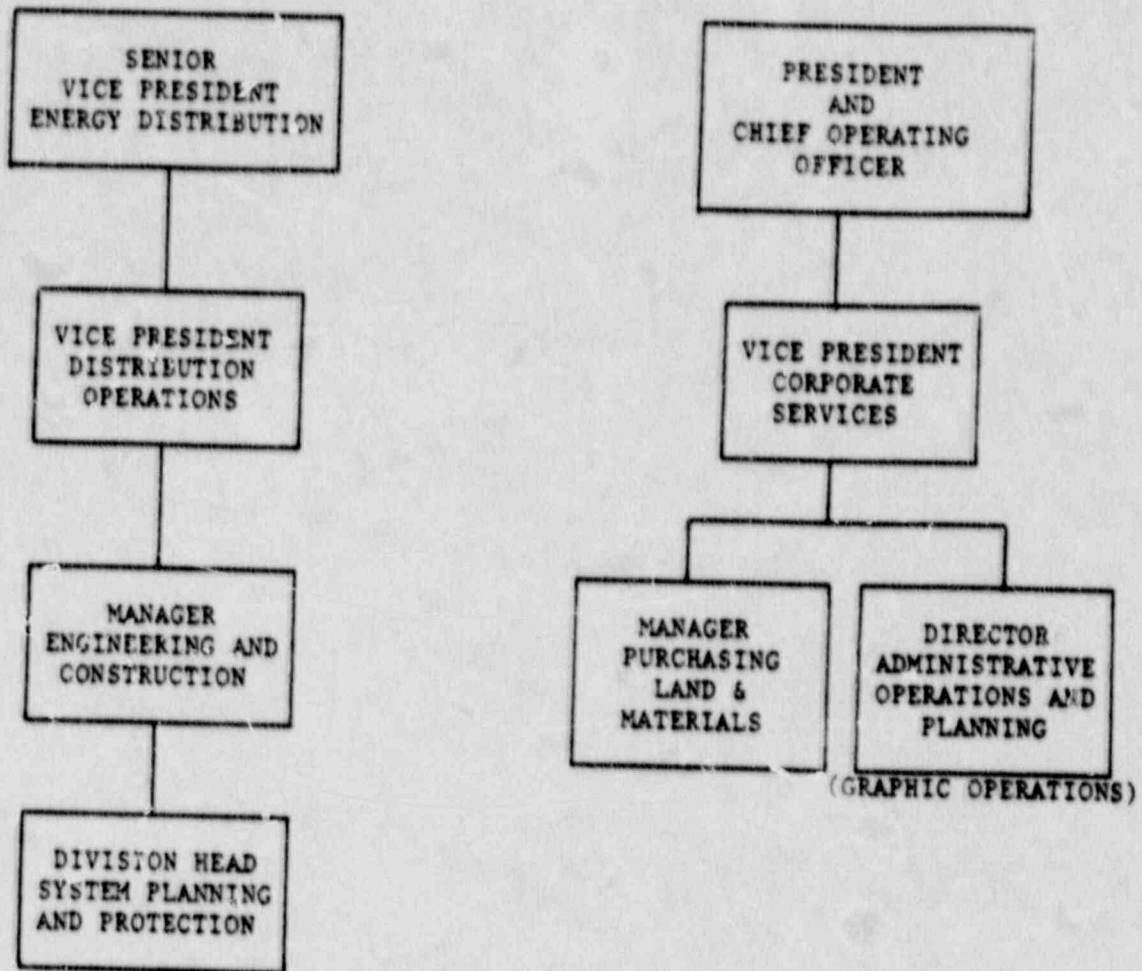 SENIOR
VICE PRESIDENT
ENERGY DISTRIBUTION
VICE PRESIDENT
DISTRIBUTION
OPERATIONS
MANAGER
ENGINEERING AND
CONSTRUCTION
DIVISION HEAD
SYSTEM PLANNING
AND PROTECTION
PRESIDENT
AND
CHIEF OPERATING
OFFICER
VICE PRESIDENT
CORPORATE
SERVICES
MANAGER
PURCHASING
LAND &
MATERIALS
DIRECTOR
ADMINISTRATIVE
OPERATIONS AND
PLANNING
(GRAPHIC OPERATIONS)